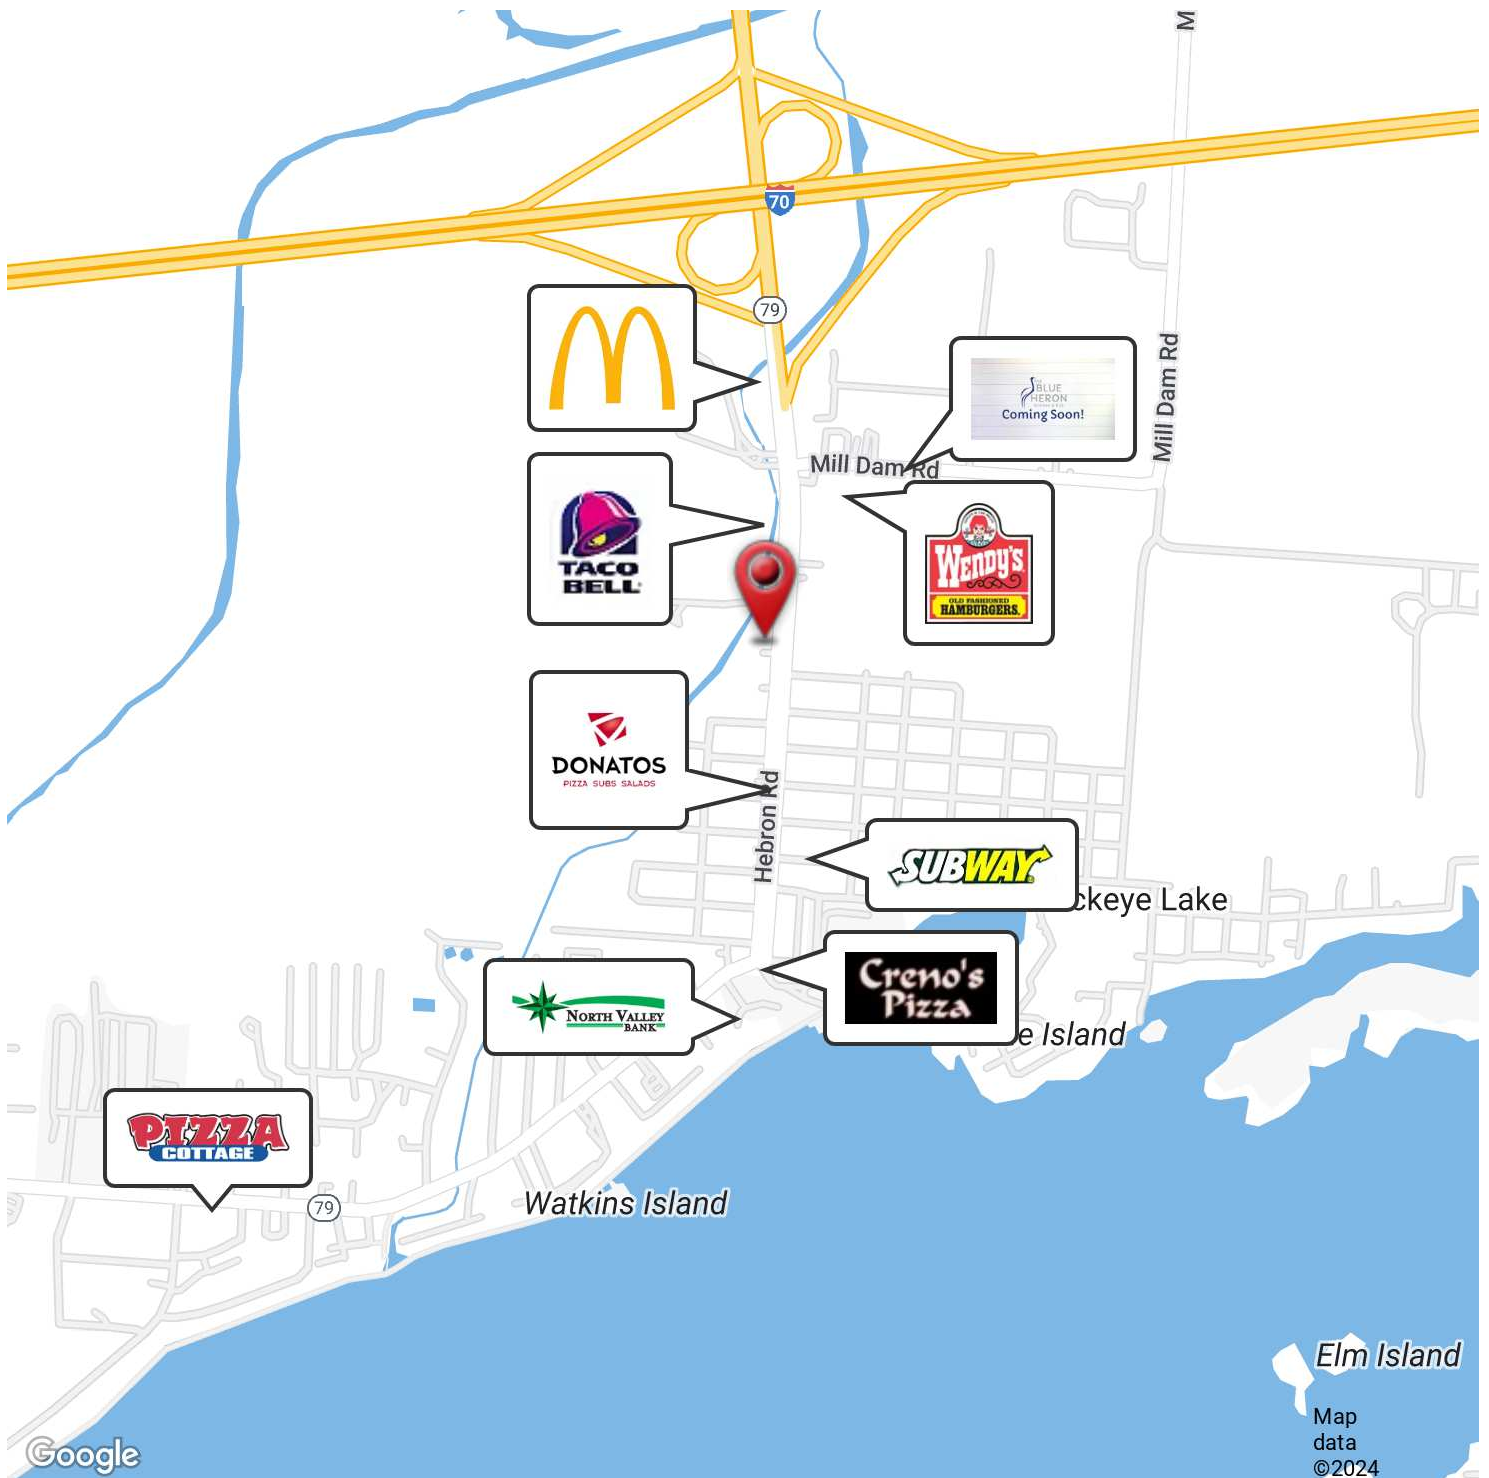 M
70
79
Mill Dam Rd
BLUE
HERON
Coming Soon!
Mill Dam Rd
TACO
BELL
WENDY'S
OLD FASHIONED
HAMBURGERS.
DONATOS
PIZZA SUBS SALADS
Hebron Rd
SUBWAY
ckeye Lake
Creno's
Pizza
NORTH VALLEY
BANK
e Island
PIZZA
COTTAGE
79
Watkins Island
Elm Island
Google
Map
data
©2024